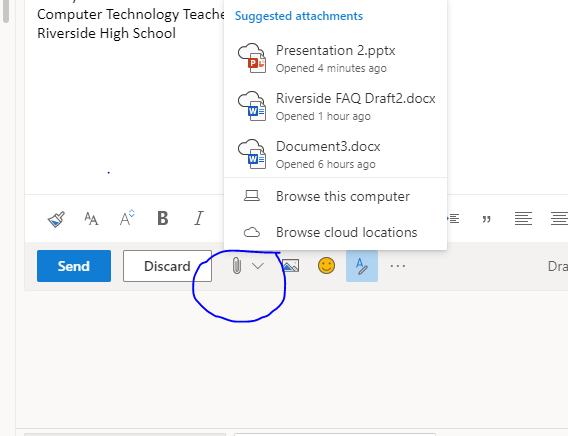 Computer Technology Teache
Riverside High School
Suggested attachments
Presentation 2.pptx
Opened 4 minutes ago
Riverside FAQ Draft2.docx
Opened 1 hour ago
Document3.docx
Opened 6 hours ago
Browse this computer
Browse cloud locations
AA
A
B
I
Send
Discard
Dra